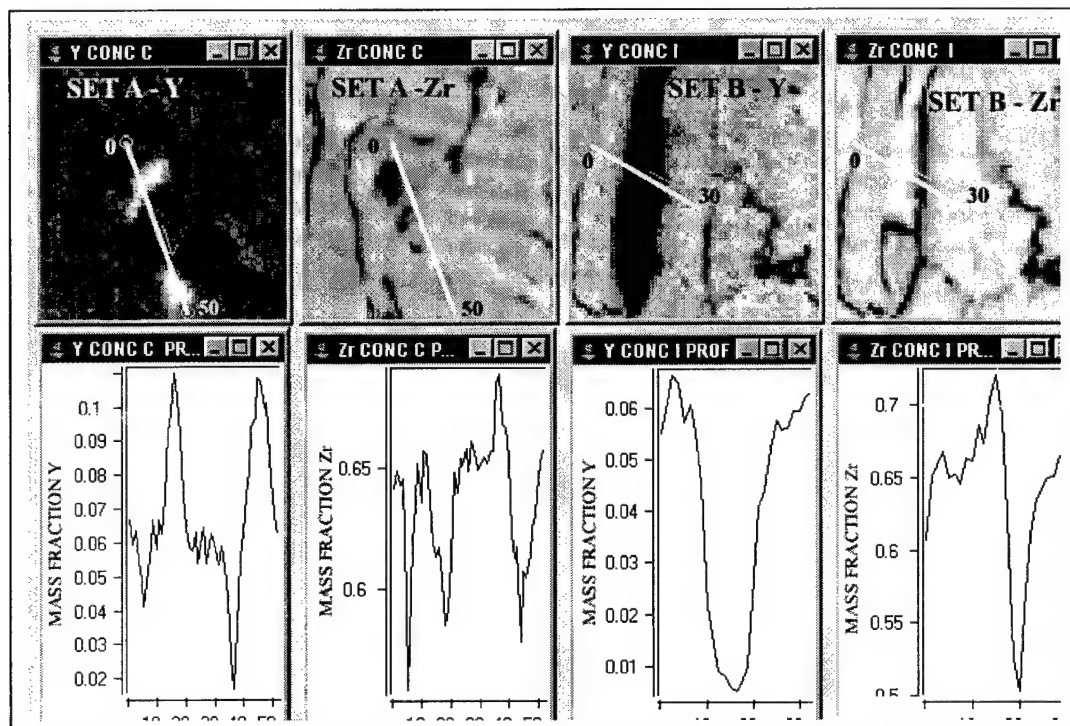 Y CONC C
Zr CONC C
Y CONC I
Zr CONC I
SET A - Y
SET A -Zr
SET B - Y
SET B - Zr
0
50
0
50
0
30
0
30
Y CONC C PR...
Zr CONC C P...
Y CONC I PROF
Zr CONC I PR...
MASS FRACTION Y
0.1
0.09
0.08
0.07
0.06
0.05
0.04
0.03
0.02
MASS FRACTION Zr
0.65
0.6
MASS FRACTION Y
0.06
0.05
0.04
0.03
0.02
0.01
MASS FRACTION Zr
0.7
0.65
0.6
0.55